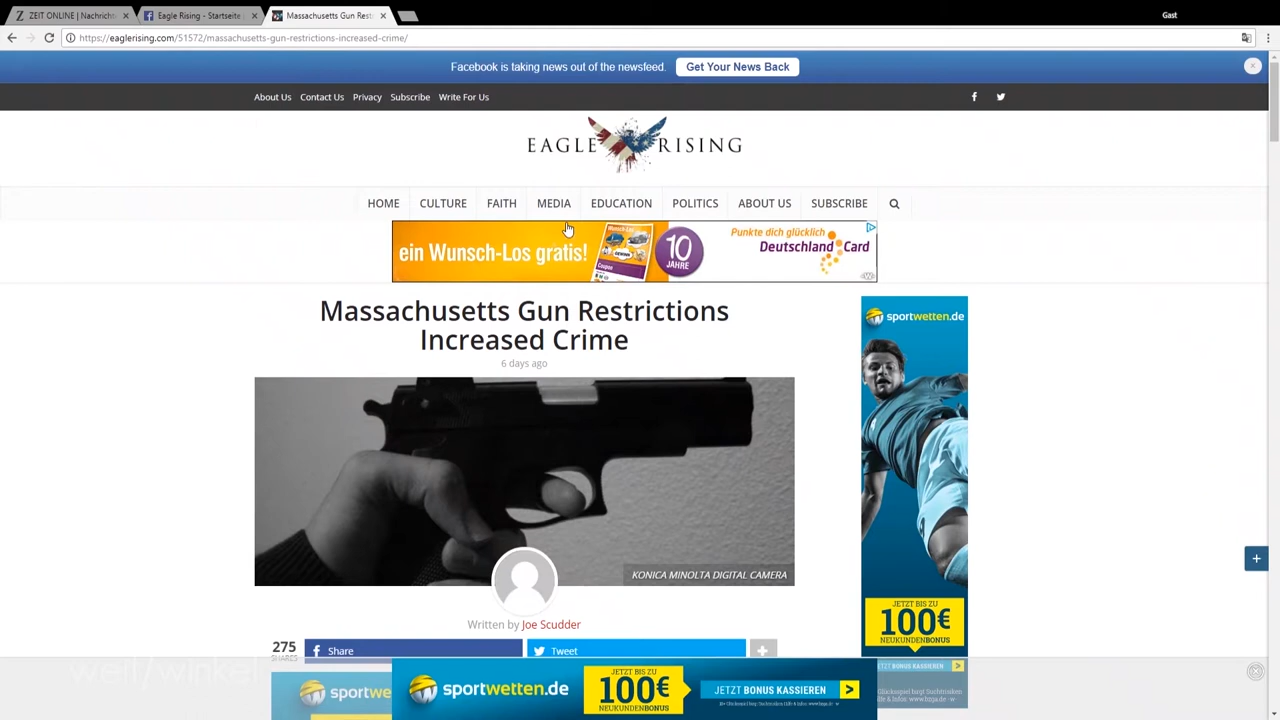 ZEIT ONLINE | Nachricht
Eagle Rising - Startseite
Massachusetts Gun Restr
Gast
https://eaglerising.com/51572/massachusetts-gun-restrictions-increased-crime/
Facebook is taking news out of the newsfeed. Get Your News Back
About Us Contact Us Privacy Subscribe Write For Us
EAGLE RISING
HOME CULTURE FAITH MEDIA EDUCATION POLITICS ABOUT US SUBSCRIBE
ein Wunsch-Los gratis!
Coupon
10
JAHRE
Punkte dich glücklich
DeutschlandCard
Massachusetts Gun Restrictions
Increased Crime
6 days ago
KONICA MINOLTA DIGITAL CAMERA
Written by Joe Scudder
275
SHARES
Share
Tweet
sportwetten.de
JETZT BIS ZU
100€
NEUKUNDENBONUS
JETZT BONUS KASSIEREN
sportwetten.de
JETZT BIS ZU
100€
NEUKUNDENBONUS
JETZT BONUS KASSIEREN